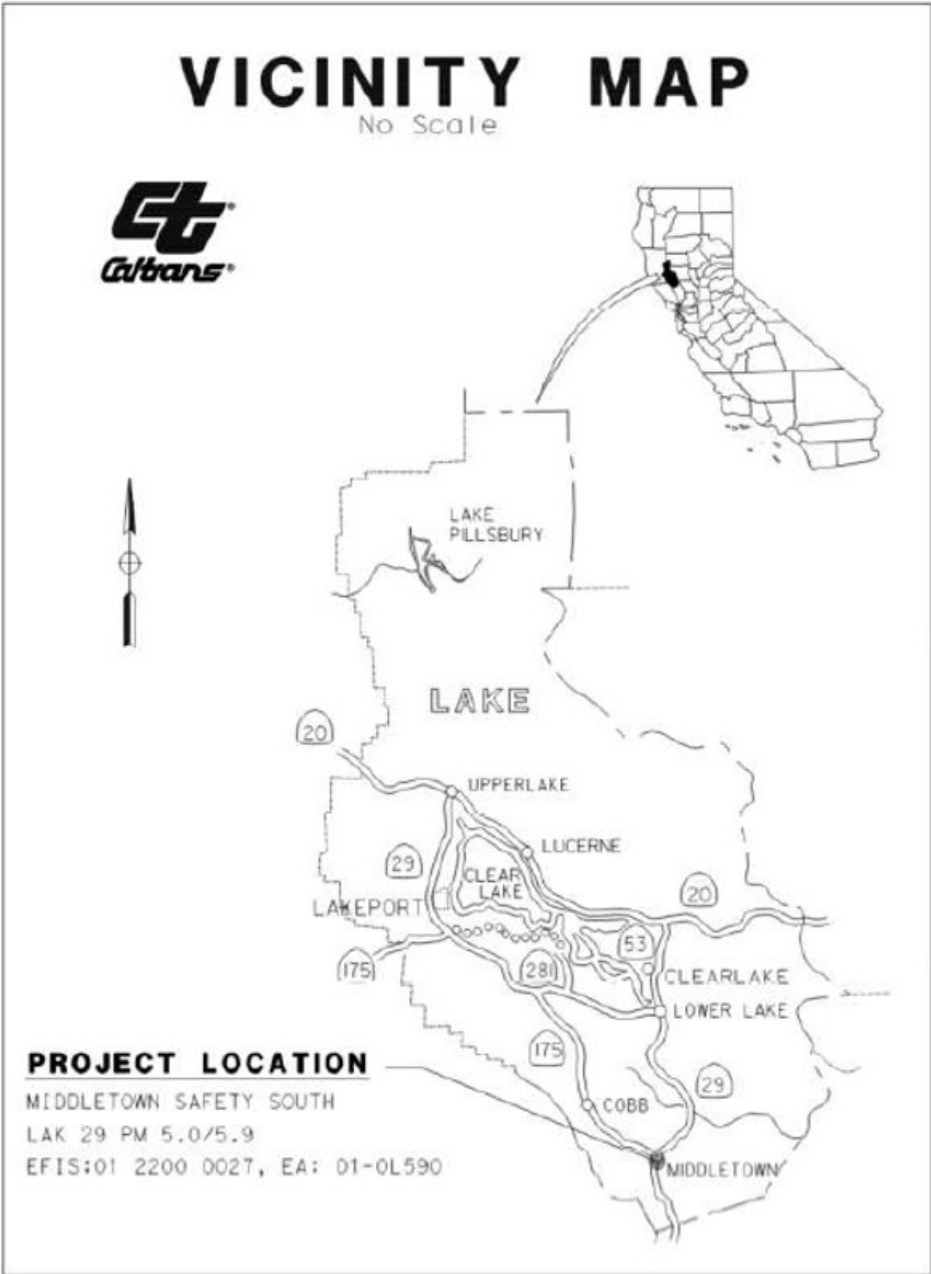 VICINITY MAP
No Scale
Ct®
Caltrans®
LAKE
PILLSBURY
LAKE
20
UPPERLAKE
LUCERNE
29
CLEAR
LAKE
20
LAKEPORT
53
175
281
CLEARLAKE
LOWER LAKE
175
29
PROJECT LOCATION
MIDDLETOWN SAFETY SOUTH
LAK 29 PM 5.0/5.9
EFIS:01 2200 0027, EA: 01-0L590
COBB
MIDDLETOWN